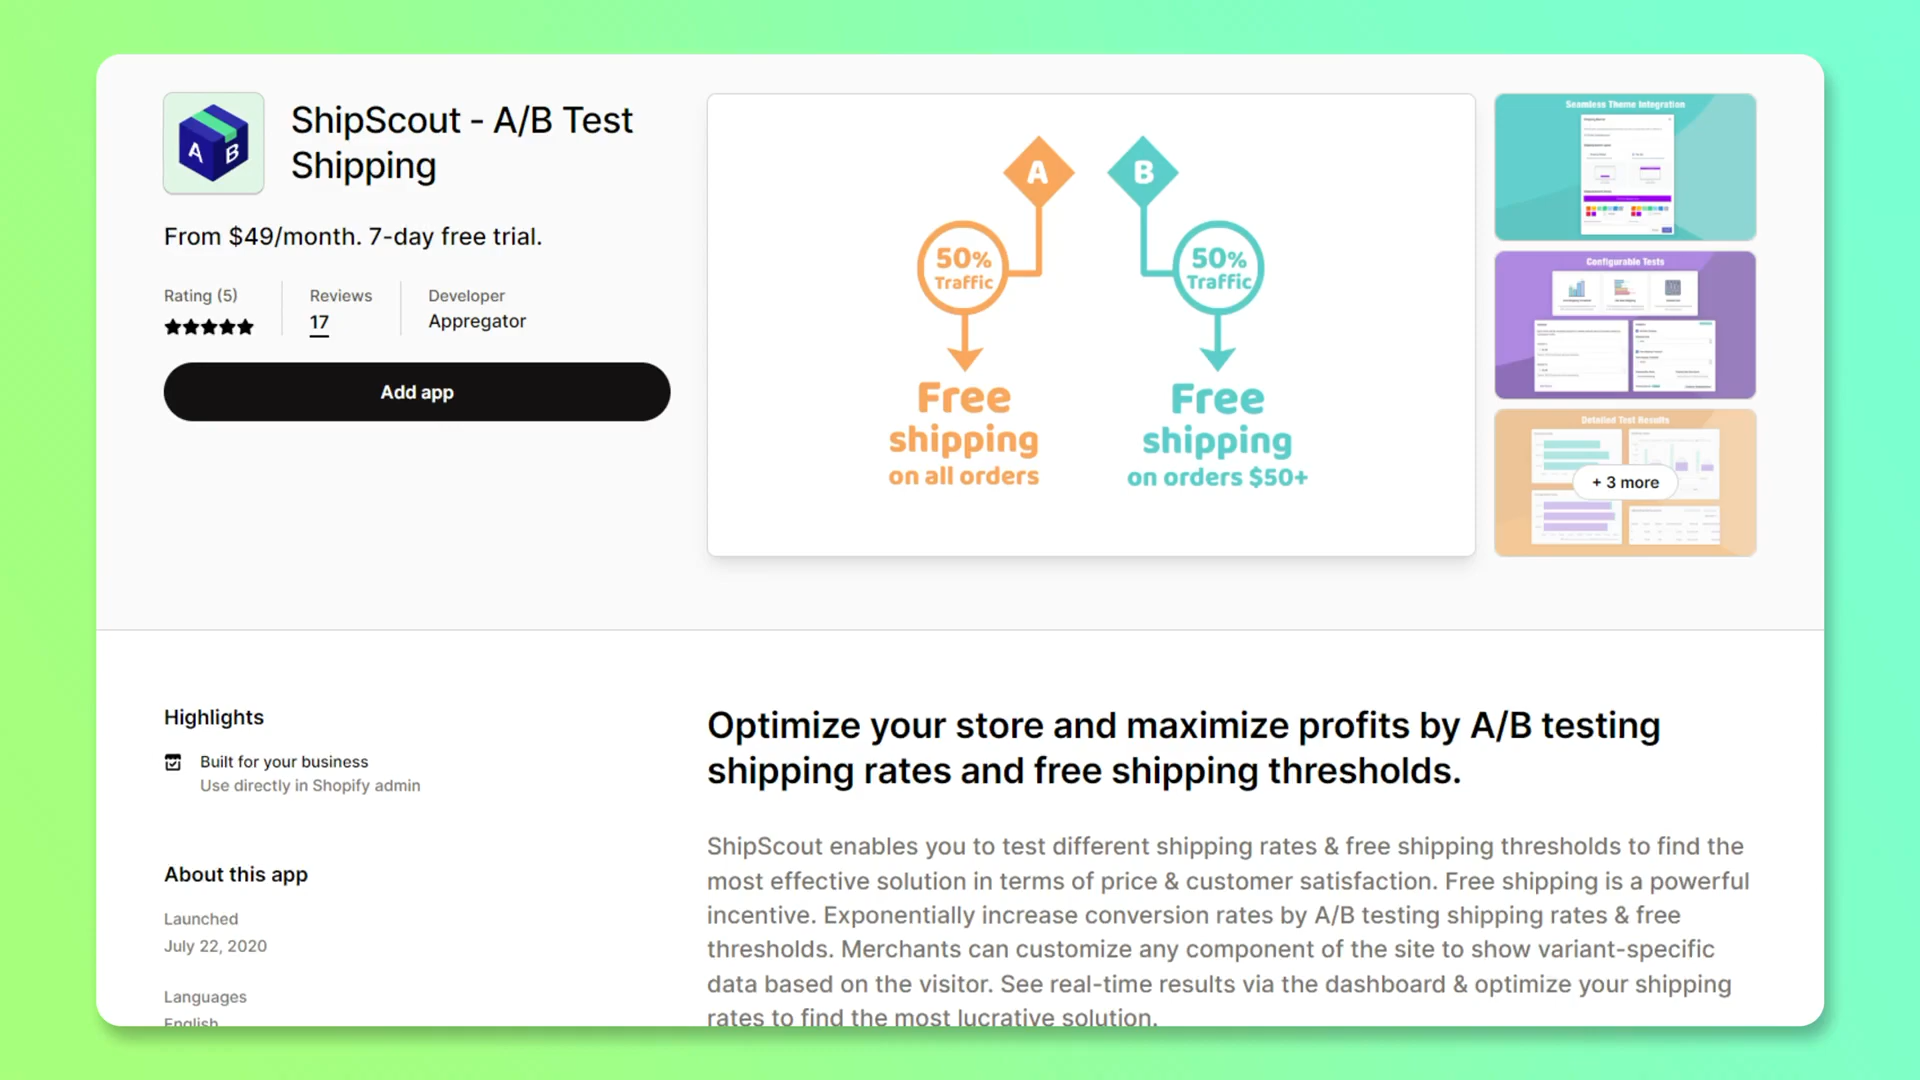 A B
ShipScout - A/B Test
Shipping
From $49/month. 7-day free trial.
Rating (5)
Reviews
17
Developer
Appregator
Add app
A
B
50%
Traffic
50%
Traffic
Free
shipping
on all orders
Free
shipping
on orders $50+
Seamless Theme Integration
Configurable Tests
Detailed Test Results
+ 3 more
Highlights
Built for your business
Use directly in Shopify admin
About this app
Launched
July 22, 2020
Languages
English
Optimize your store and maximize profits by A/B testing
shipping rates and free shipping thresholds.
ShipScout enables you to test different shipping rates & free shipping thresholds to find the
most effective solution in terms of price & customer satisfaction. Free shipping is a powerful
incentive. Exponentially increase conversion rates by A/B testing shipping rates & free
thresholds. Merchants can customize any component of the site to show variant-specific
data based on the visitor. See real-time results via the dashboard & optimize your shipping
rates to find the most lucrative solution.